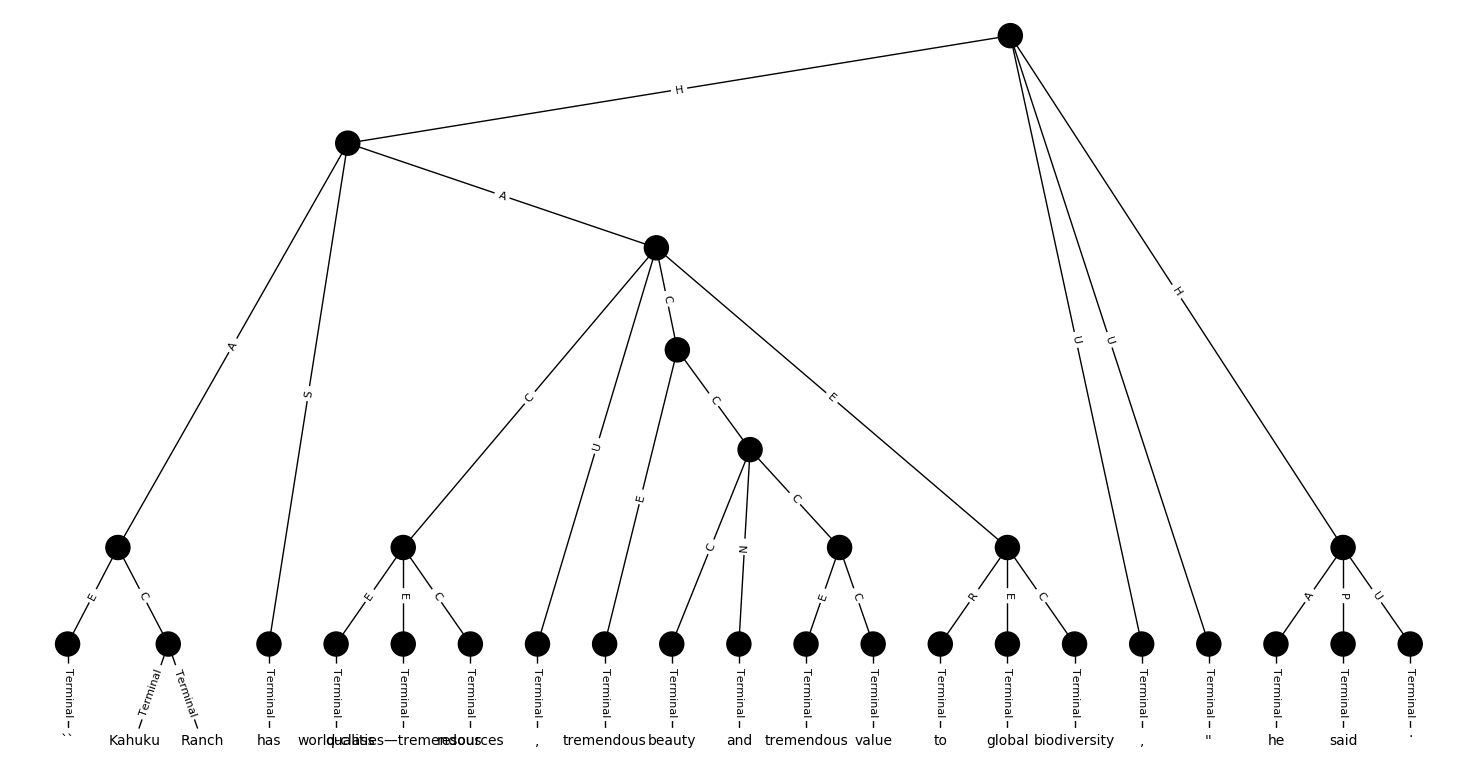 H
A
A
H
U
U
A
S
C
C
C
E
U
E
C
C
N
C
E
C
E
E
C
E
C
R
E
C
A
P
U
Terminal Terminal Terminal Terminal Terminal Terminal Terminal Terminal Terminal Terminal Terminal Terminal Terminal Terminal Terminal Terminal Terminal Terminal Terminal Terminal Terminal Terminal
`` Kahuku Ranch has world-class qualities—tremendous resources , tremendous beauty and tremendous value to global biodiversity , " he said .